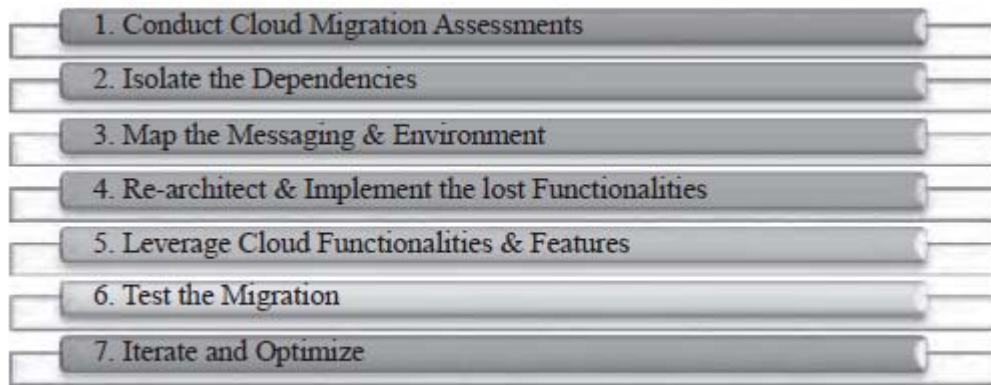 1. Conduct Cloud Migration Assessments
2. Isolate the Dependencies
3. Map the Messaging & Environment
4. Re-architect & Implement the lost Functionalities
5. Leverage Cloud Functionalities & Features
6. Test the Migration
7. Iterate and Optimize